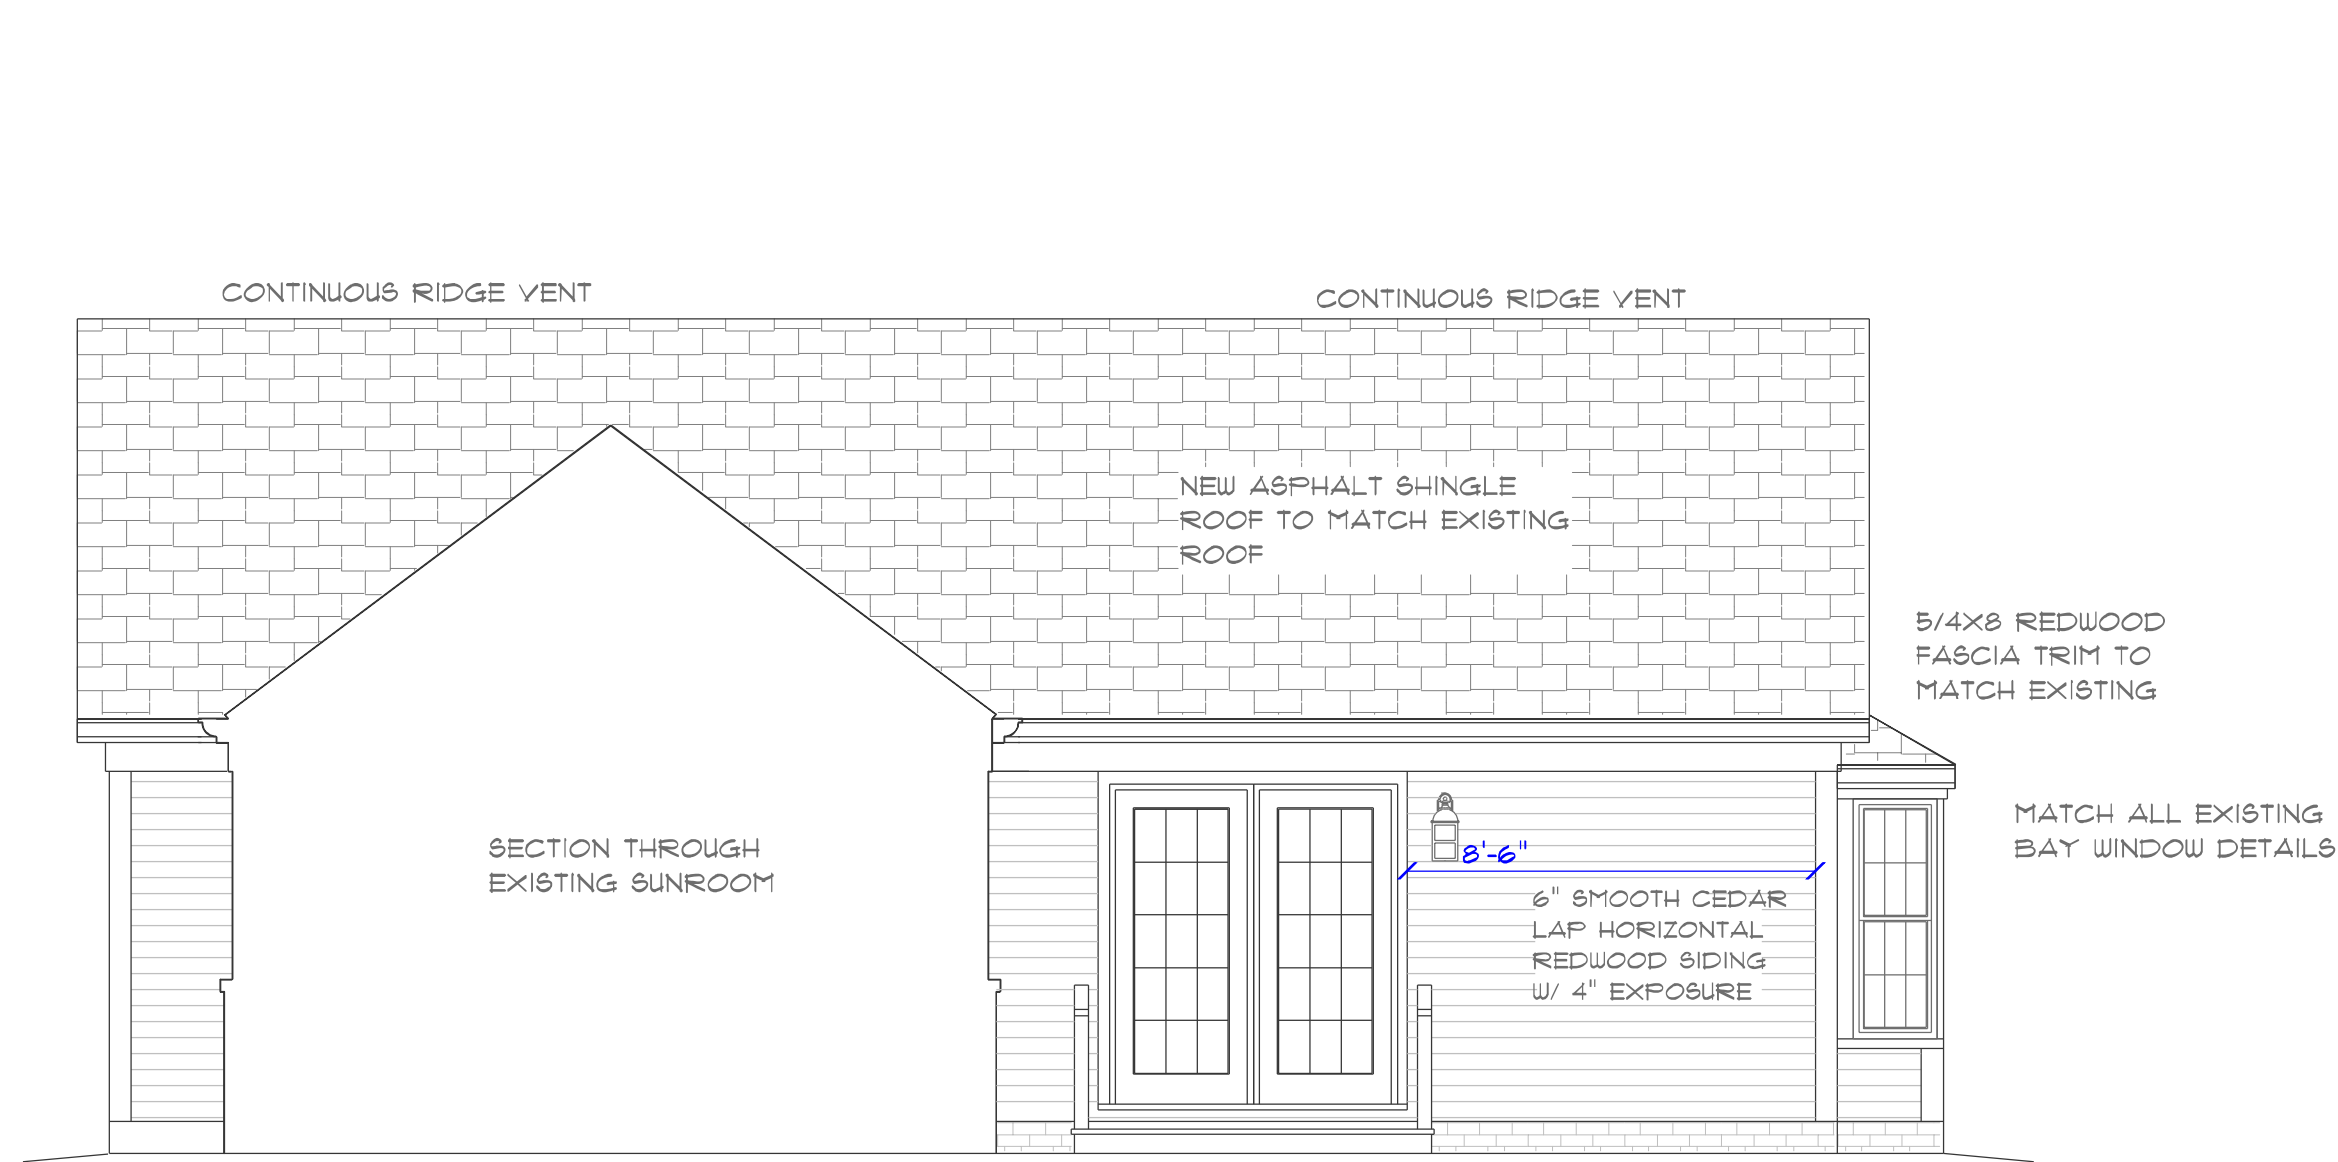 CONTINUOUS RIDGE VENT
CONTINUOUS RIDGE VENT
NEW ASPHALT SHINGLE
ROOF TO MATCH EXISTING
ROOF
5/4X8 REDWOOD
FASCIA TRIM TO
MATCH EXISTING
MATCH ALL EXISTING
BAY WINDOW DETAILS
SECTION THROUGH
EXISTING SUNROOM
8'-6"
6" SMOOTH CEDAR
LAP HORIZONTAL
REDWOOD SIDING
W/ 4" EXPOSURE